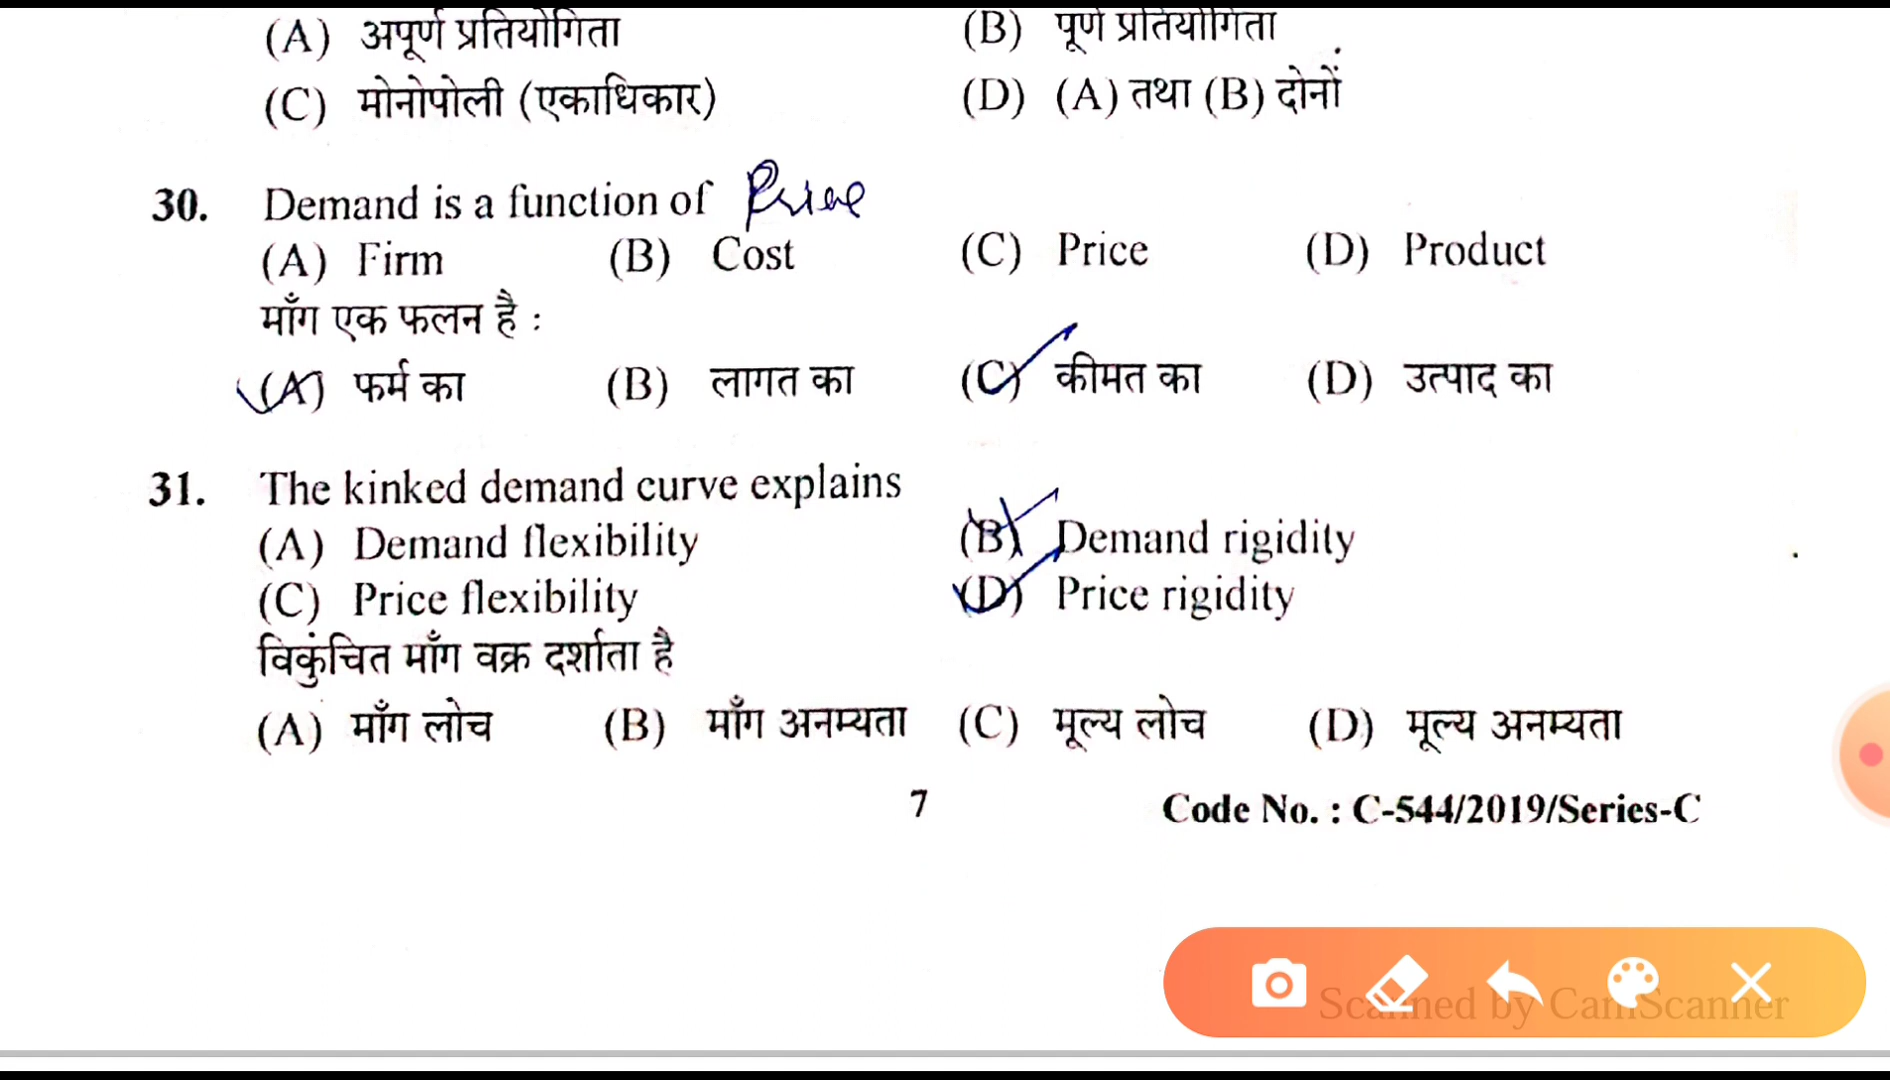 (A) अपूर्ण प्रतियोगिता (B) पूर्ण प्रतियोगिता
(C) मोनोपोली (एकाधिकार) (D) (A) तथा (B) दोनों
30. Demand is a function of Price
(A) Firm (B) Cost (C) Price (D) Product
माँग एक फलन है :
(A) फर्म का (B) लागत का (C) कीमत का (D) उत्पाद का
31. The kinked demand curve explains
(A) Demand flexibility (B) Demand rigidity
(C) Price flexibility (D) Price rigidity
विकुंचित माँग वक्र दर्शाता है
(A) माँग लोच (B) माँग अनम्यता (C) मूल्य लोच (D) मूल्य अनम्यता
7 Code No. : C-544/2019/Series-C
Scanned by CamScanner